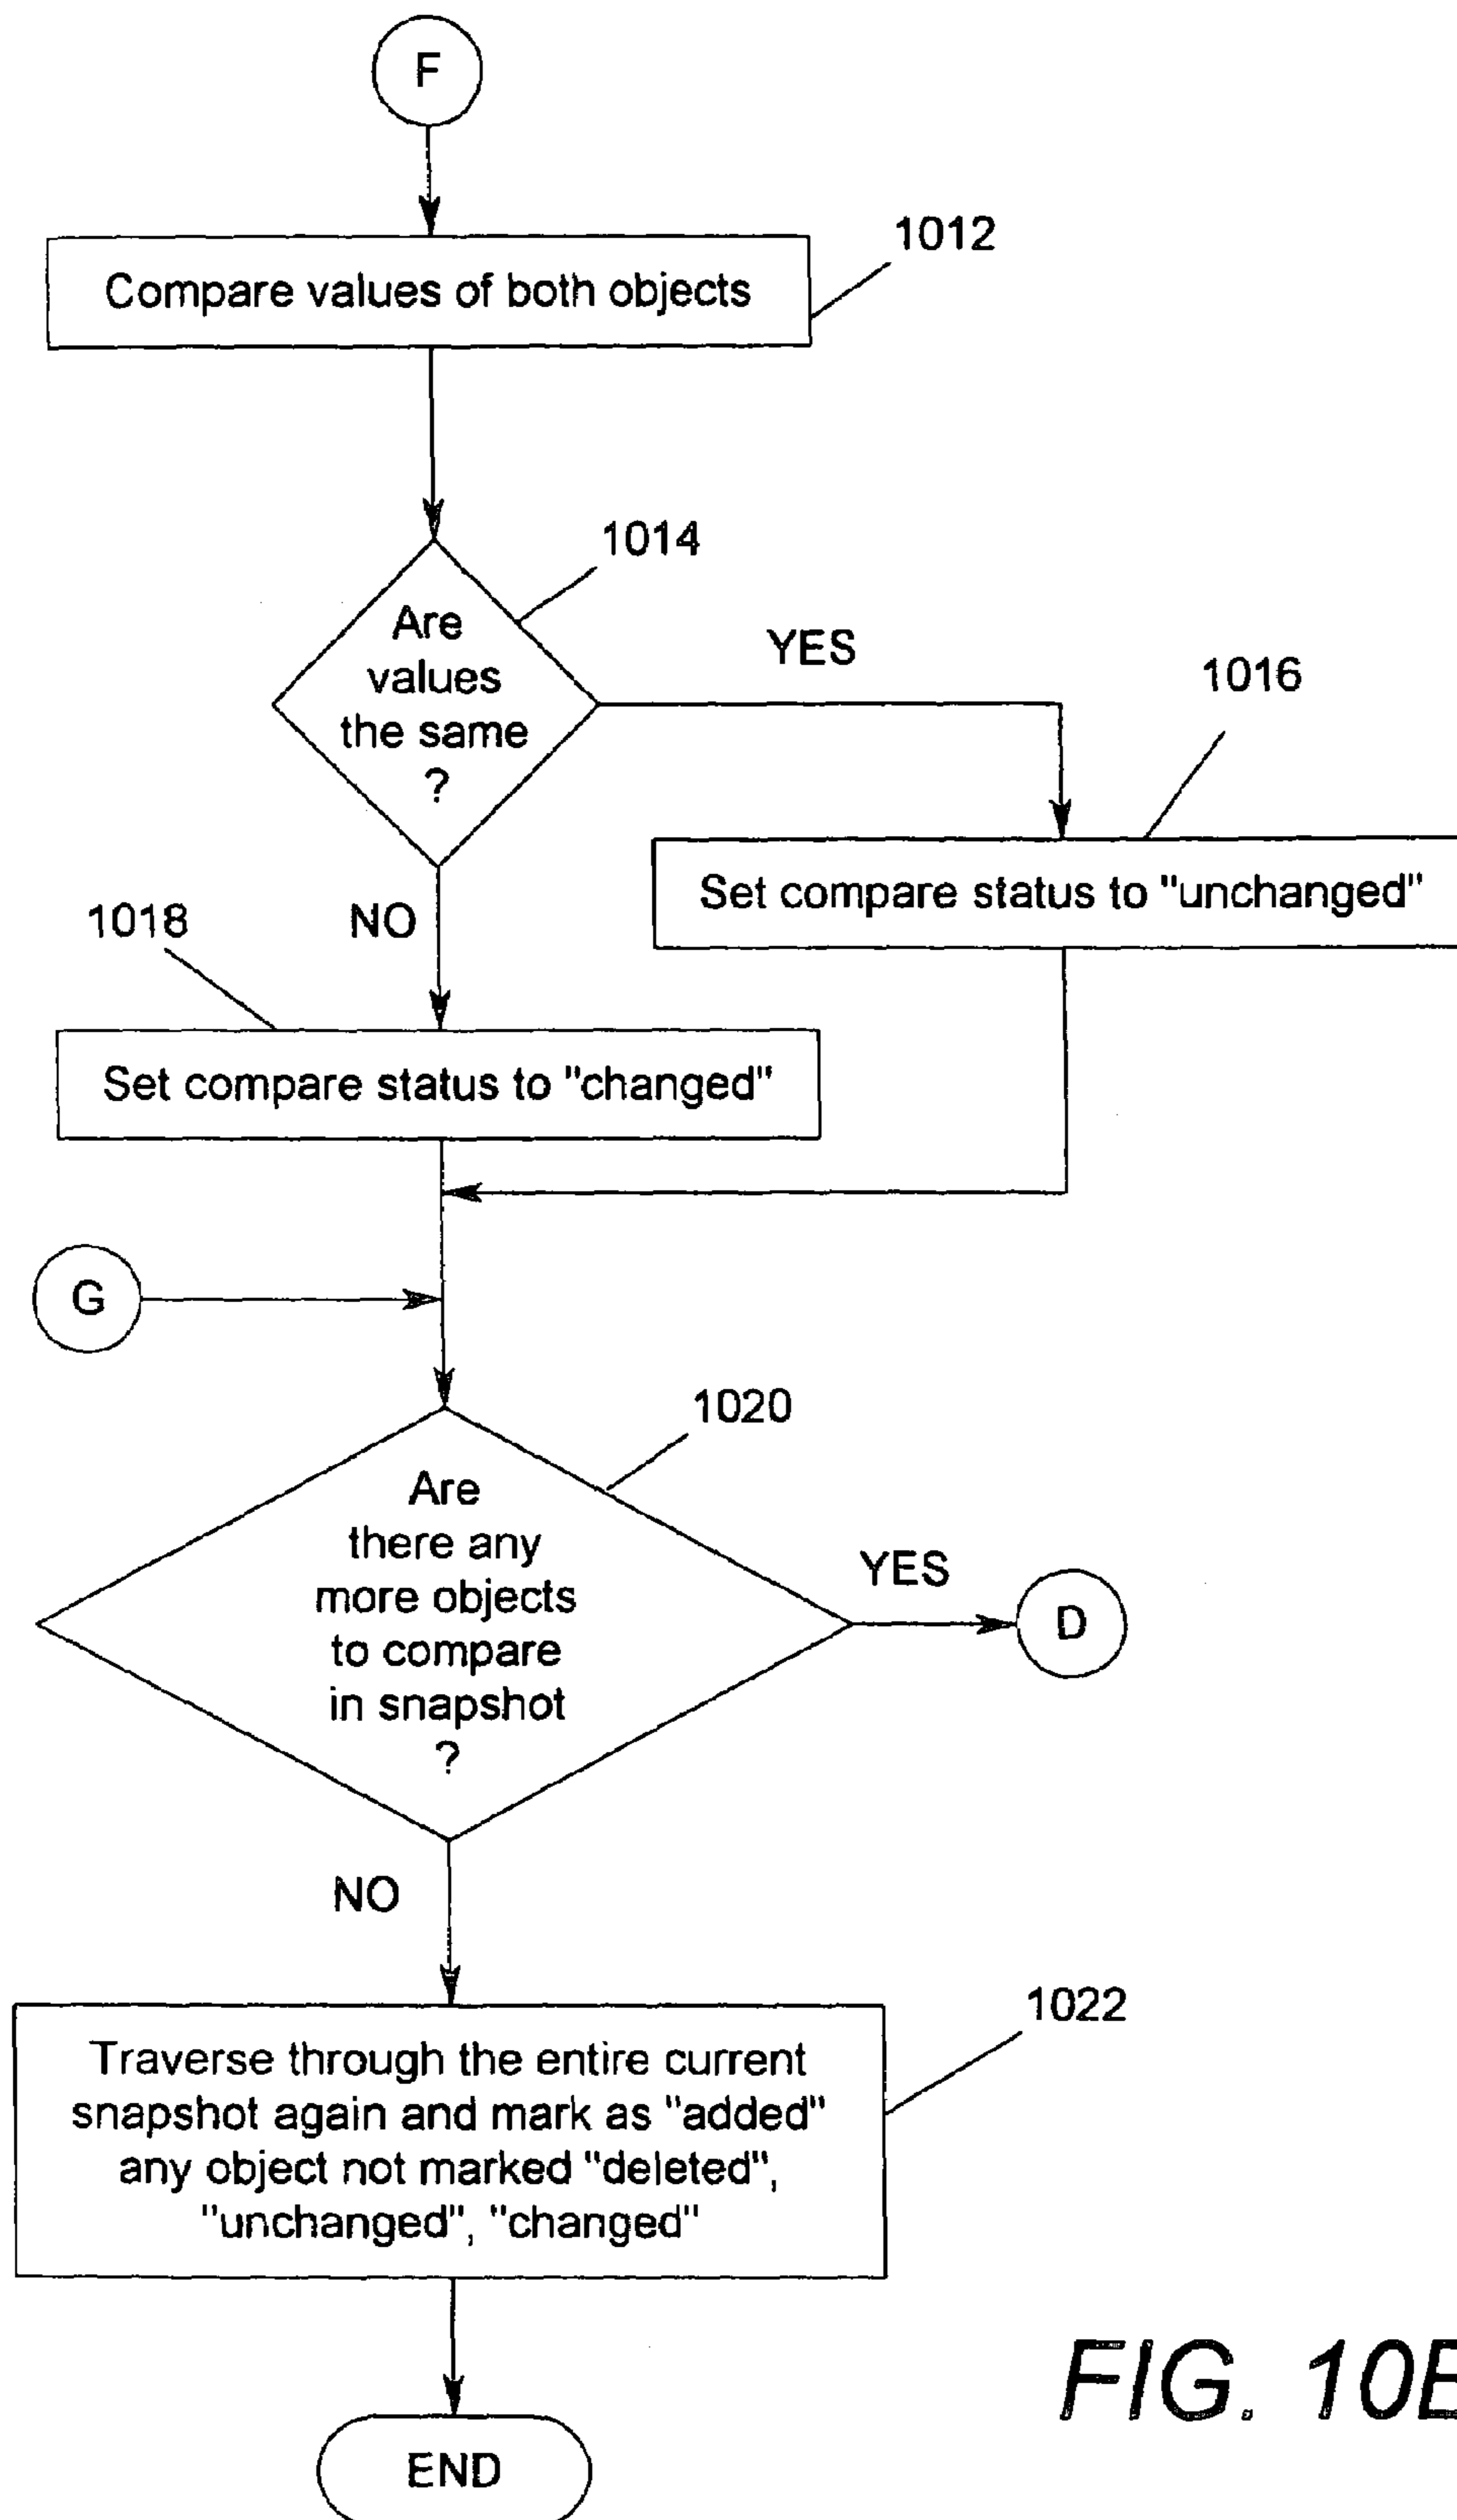 F
1012
Compare values of both objects
1014
Are
values
the same
?
YES
1016
Set compare status to "unchanged"
1018
NO
Set compare status to "changed"
G
1020
Are
there any
more objects
to compare
in snapshot
?
YES
D
NO
1022
Traverse through the entire current
snapshot again and mark as "added"
any object not marked "deleted",
"unchanged", "changed"
END
FIG.